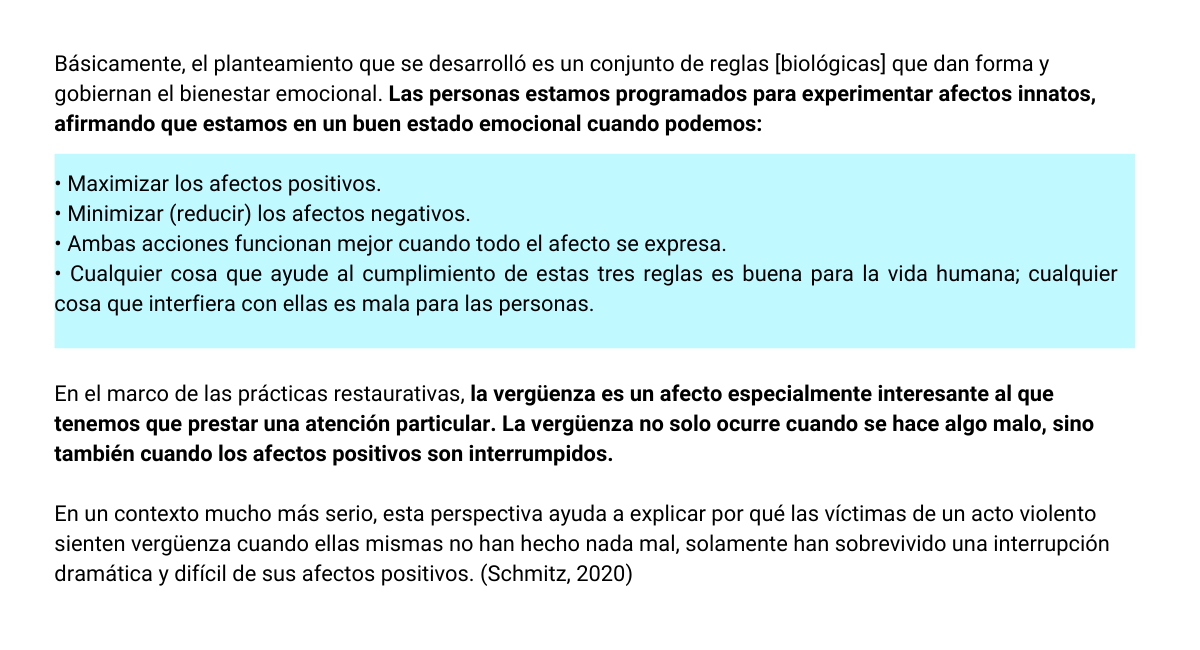 Básicamente, el planteamiento que se desarrolló es un conjunto de reglas [biológicas] que dan forma y
gobiernan el bienestar emocional. Las personas estamos programados para experimentar afectos innatos,
afirmando que estamos en un buen estado emocional cuando podemos:
• Maximizar los afectos positivos.
• Minimizar (reducir) los afectos negativos.
• Ambas acciones funcionan mejor cuando todo el afecto se expresa.
• Cualquier cosa que ayude al cumplimiento de estas tres reglas es buena para la vida humana; cualquier
cosa que interfiera con ellas es mala para las personas.
En el marco de las prácticas restaurativas, la vergüenza es un afecto especialmente interesante al que
tenemos que prestar una atención particular. La vergüenza no solo ocurre cuando se hace algo malo, sino
también cuando los afectos positivos son interrumpidos.
En un contexto mucho más serio, esta perspectiva ayuda a explicar por qué las víctimas de un acto violento
sienten vergüenza cuando ellas mismas no han hecho nada mal, solamente han sobrevivido una interrupción
dramática y difícil de sus afectos positivos. (Schmitz, 2020)